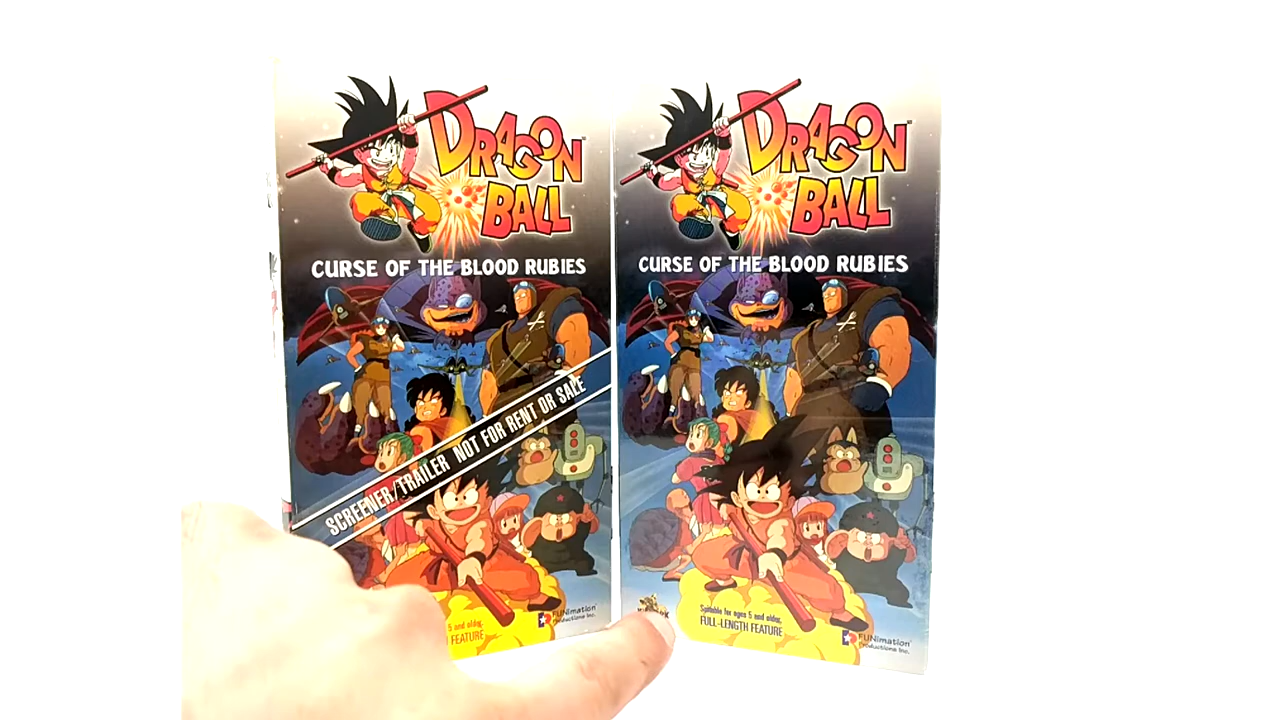 DRAGON
BALL
CURSE OF THE BLOOD RUBIES
SCREENER/TRAILER NOT FOR RENT OR SALE
5 and older.
FEATURE
FUNimation
Productions Inc.
DRAGON
BALL
CURSE OF THE BLOOD RUBIES
Suitable for ages 5 and older.
FULL-LENGTH FEATURE
FUNimation
Productions Inc.